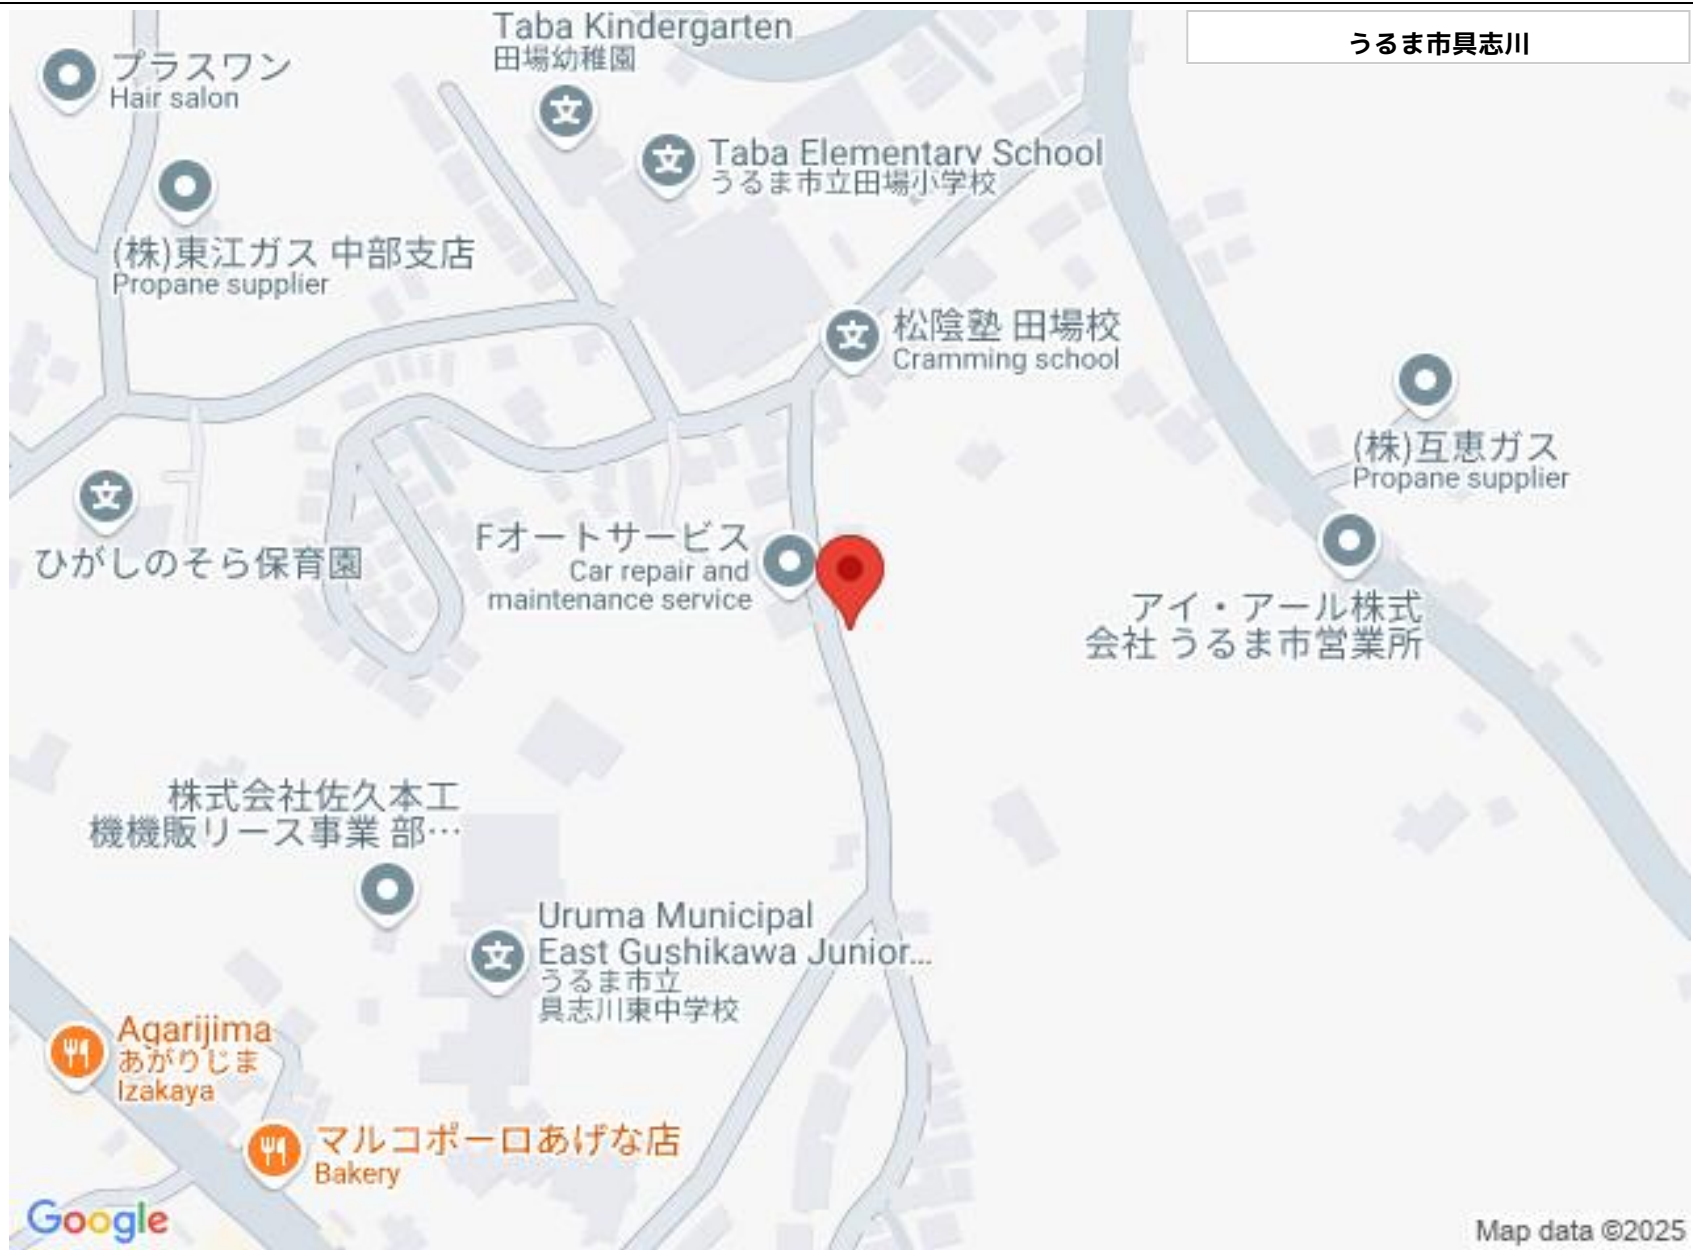 うるま市具志川
Taba Kindergarten
田場幼稚園
プラスワン
Hair salon
Taba Elementary School
うるま市立田場小学校
(株)東江ガス 中部支店
Propane supplier
松陰塾 田場校
Cramming school
(株)互恵ガス
Propane supplier
ひがしのそら保育園
Fオートサービス
Car repair and
maintenance service
アイ・アール株式
会社 うるま市営業所
株式会社佐久本工
機機販リース事業 部…
Uruma Municipal
East Gushikawa Junior...
うるま市立
具志川東中学校
Agarijima
あがりじま
Izakaya
マルコポーロあげな店
Bakery
Google
Map data ©2025